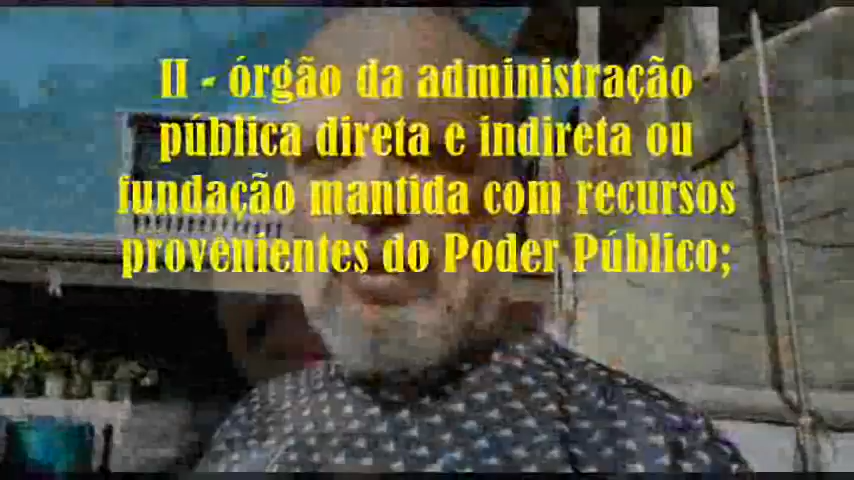 II - órgão da administração
pública direta e indireta ou
fundação mantida com recursos
provenientes do Poder Público;